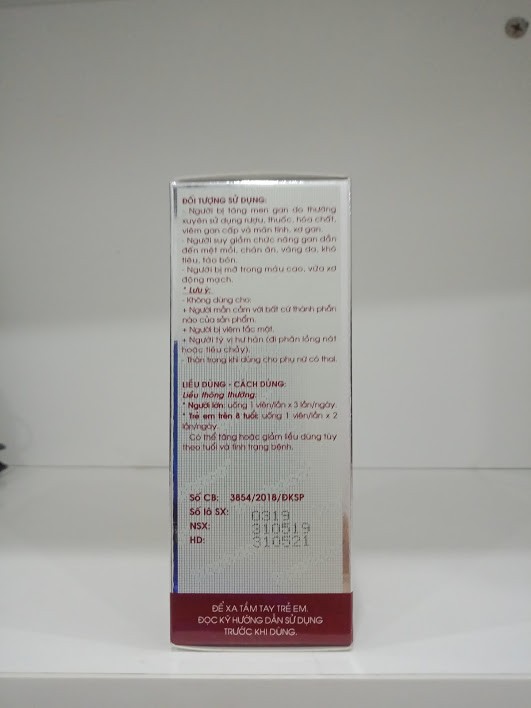 ĐỐI TƯỢNG SỬ DỤNG:
- Người bị tăng men gan do thường
xuyên sử dụng rượu, thuốc, hóa chất,
viêm gan cấp và mãn tính, xơ gan.
- Người suy giảm chức năng gan dẫn
đến mệt mỏi, chán ăn, vàng da, khó
tiêu, táo bón.
- Người bị mỡ trong máu cao, vữa xơ
động mạch.
* Lưu ý:
- Không dùng cho:
+ Người mẫn cảm với bất cứ thành phần
nào của sản phẩm.
+ Người bị viêm tắc mật.
+ Người tỳ vị hư hàn (đi phân lỏng nát
hoặc tiêu chảy).
- Thận trọng khi dùng cho phụ nữ có thai.
LIỀU DÙNG - CÁCH DÙNG:
Liều thông thường:
* Người lớn: uống 1 viên/lần x 3 lần/ngày.
* Trẻ em trên 8 tuổi: uống 1 viên/lần x 2
lần/ngày.
Có thể tăng hoặc giảm liều dùng tùy
theo tuổi và tình trạng bệnh.
Số CB: 3854/2018/ĐKSP
Số lô SX: 0319
NSX: 310519
HD: 310521
ĐỂ XA TẦM TAY TRẺ EM.
ĐỌC KỸ HƯỚNG DẪN SỬ DỤNG
TRƯỚC KHI DÙNG.